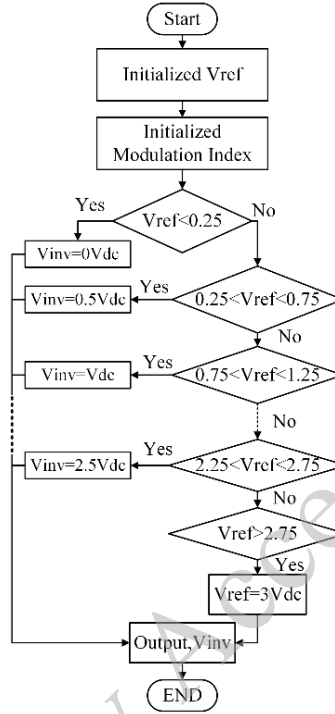 Start
Initialized Vref
Initialized
Modulation Index
Yes
Vref<0.25
No
Vinv=0Vdc
Vinv=0.5Vdc
Yes
0.25<Vref<0.75
No
Vinv=Vdc
Yes
0.75<Vref<1.25
No
Vinv=2.5Vdc
Yes
2.25<Vref<2.75
No
Vref>2.75
Yes
Vref=3Vdc
Output,Vinv
END